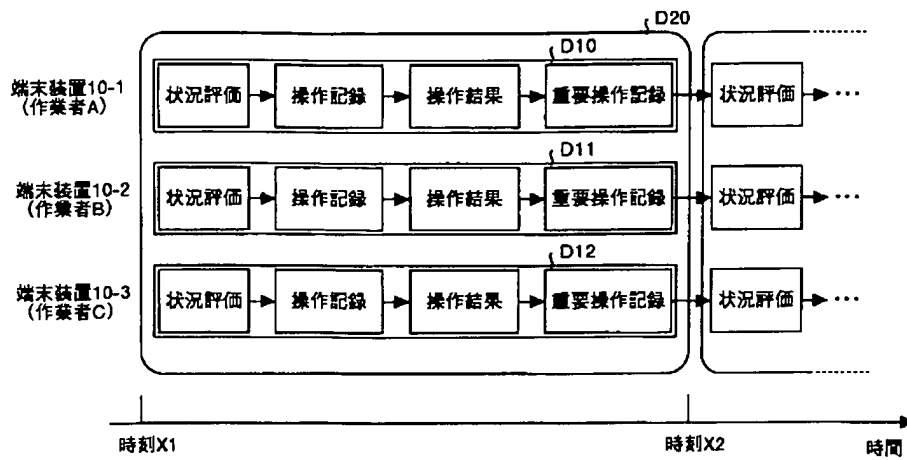 D20
D10
端末装置10-1
(作業者A)
状況評価 操作記録 操作結果 重要操作記録 状況評価 …
D11
端末装置10-2
(作業者B)
状況評価 操作記録 操作結果 重要操作記録 状況評価 …
D12
端末装置10-3
(作業者C)
状況評価 操作記録 操作結果 重要操作記録 状況評価 …
時刻X1 時刻X2 時間